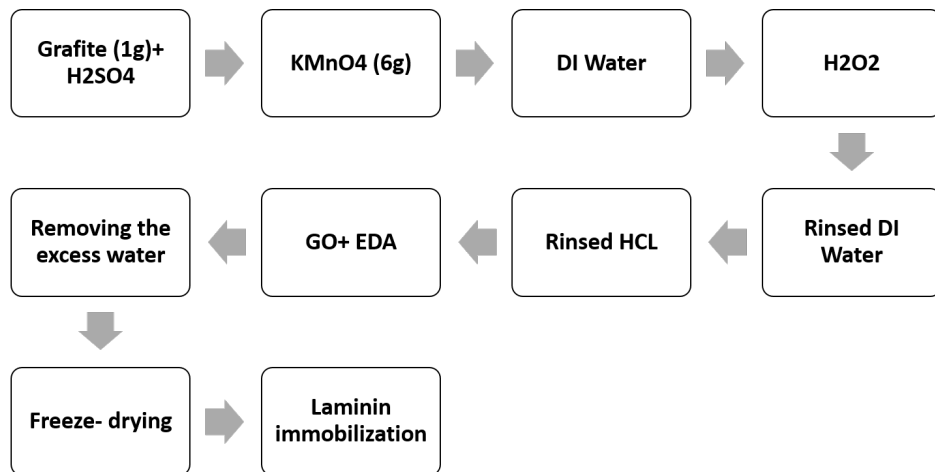 Grafite (1g)+
H2SO4
KMnO4 (6g)
DI Water
H2O2
Rinsed DI
Water
Rinsed HCL
GO+ EDA
Removing the
excess water
Freeze- drying
Laminin
immobilization